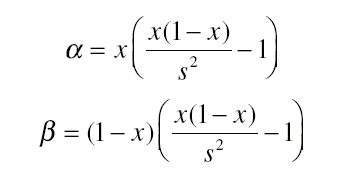 α = x(x(1−x)/s² − 1)
β = (1−x)(x(1−x)/s² − 1)